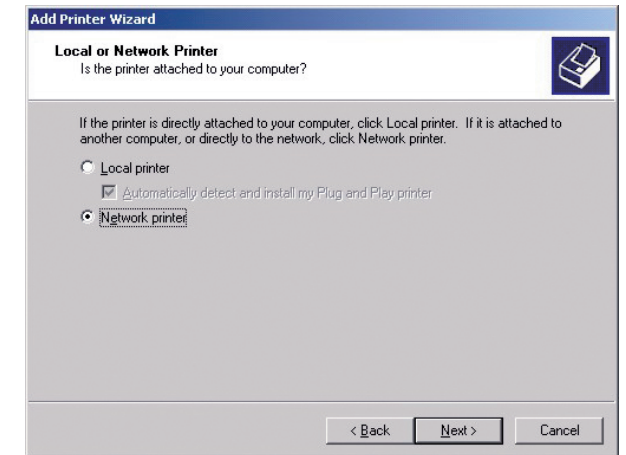 Add Printer Wizard
Local or Network Printer
Is the printer attached to your computer?
If the printer is directly attached to your computer, click Local printer. If it is attached to
another computer, or directly to the network, click Network printer.
Local printer
Automatically detect and install my Plug and Play printer
Network printer
< Back Next > Cancel